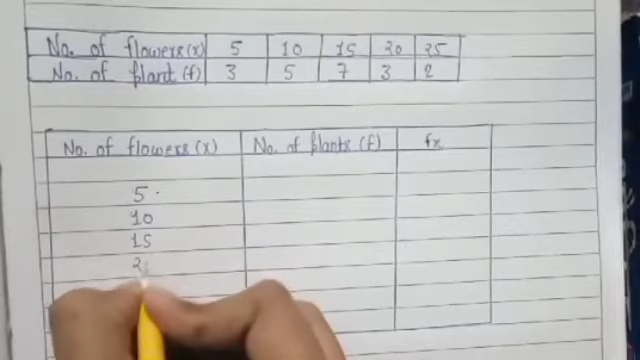 No. of flowers (x) 5 10 15 20 25
No. of plant (f) 3 5 7 3 2
No. of flowers (x) No. of plants (f) fx
5
10
15
2